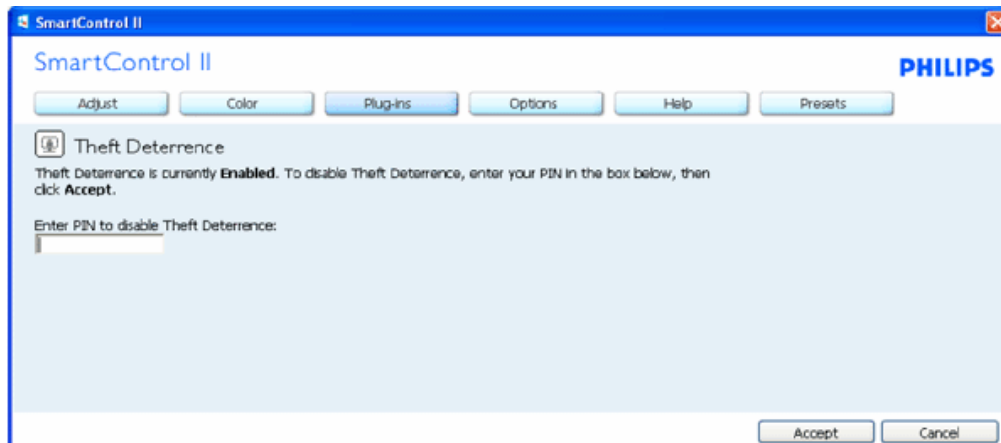 SmartControl II
SmartControl II
PHILIPS
Adjust Color Plug-ins Options Help Presets
Theft Deterrence
Theft Deterrence is currently Enabled. To disable Theft Deterrence, enter your PIN in the box below, then
click Accept.
Enter PIN to disable Theft Deterrence:
Accept Cancel